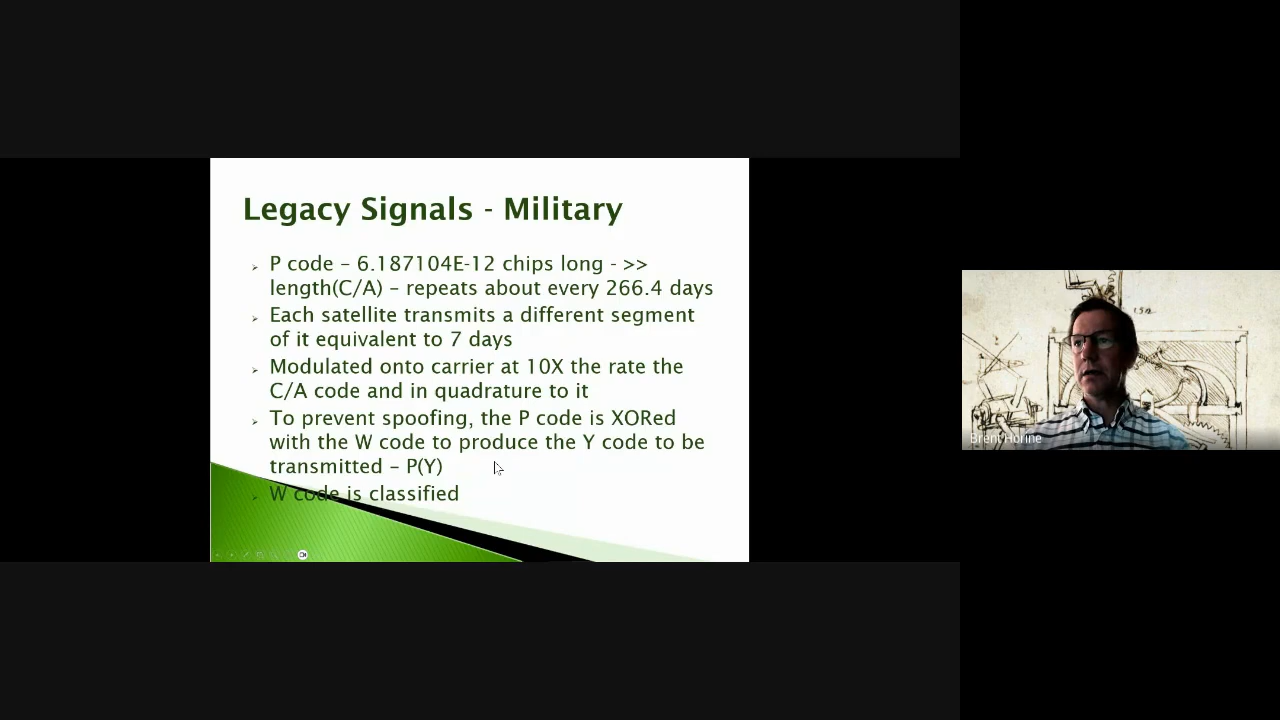 Legacy Signals - Military
P code – 6.187104E-12 chips long - >>
length(C/A) – repeats about every 266.4 days
Each satellite transmits a different segment
of it equivalent to 7 days
Modulated onto carrier at 10X the rate the
C/A code and in quadrature to it
To prevent spoofing, the P code is XORed
with the W code to produce the Y code to be
transmitted – P(Y)
W code is classified
Brent Horine